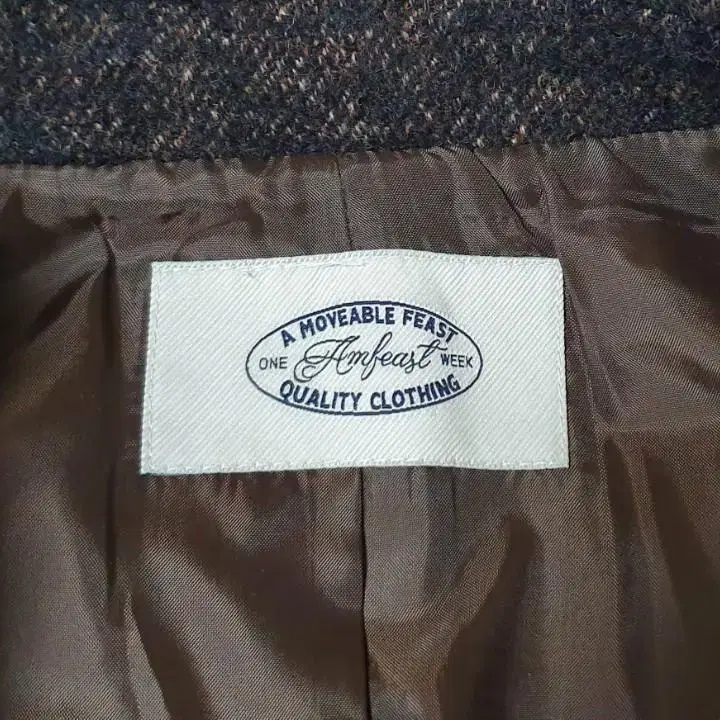 A MOVEABLE FEAST
ONE Amfeast WEEK
QUALITY CLOTHING